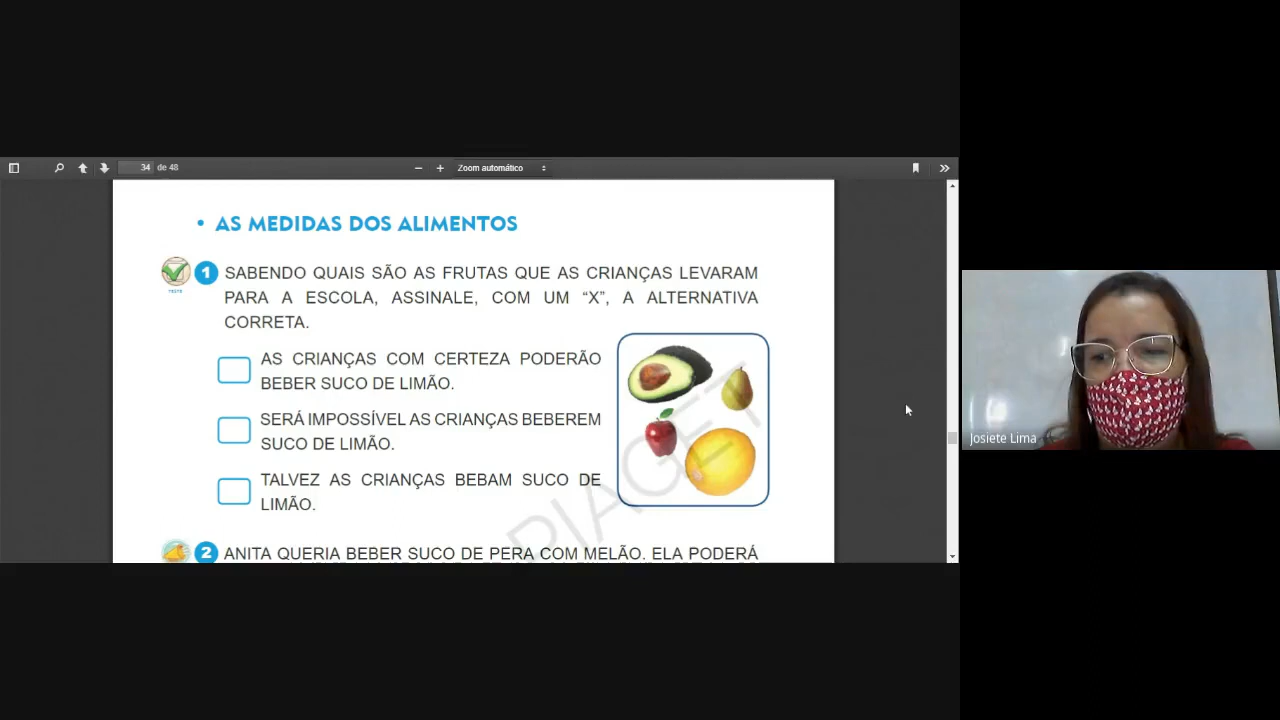 34 de 48
Zoom automático
• AS MEDIDAS DOS ALIMENTOS
1 SABENDO QUAIS SÃO AS FRUTAS QUE AS CRIANÇAS LEVARAM
PARA A ESCOLA, ASSINALE, COM UM “X”, A ALTERNATIVA
CORRETA.
AS CRIANÇAS COM CERTEZA PODERÃO
BEBER SUCO DE LIMÃO.
SERÁ IMPOSSÍVEL AS CRIANÇAS BEBEREM
SUCO DE LIMÃO.
TALVEZ AS CRIANÇAS BEBAM SUCO DE
LIMÃO.
PIAGET
2 ANITA QUERIA BEBER SUCO DE PERA COM MELÃO. ELA PODERÁ
Josiete Lima